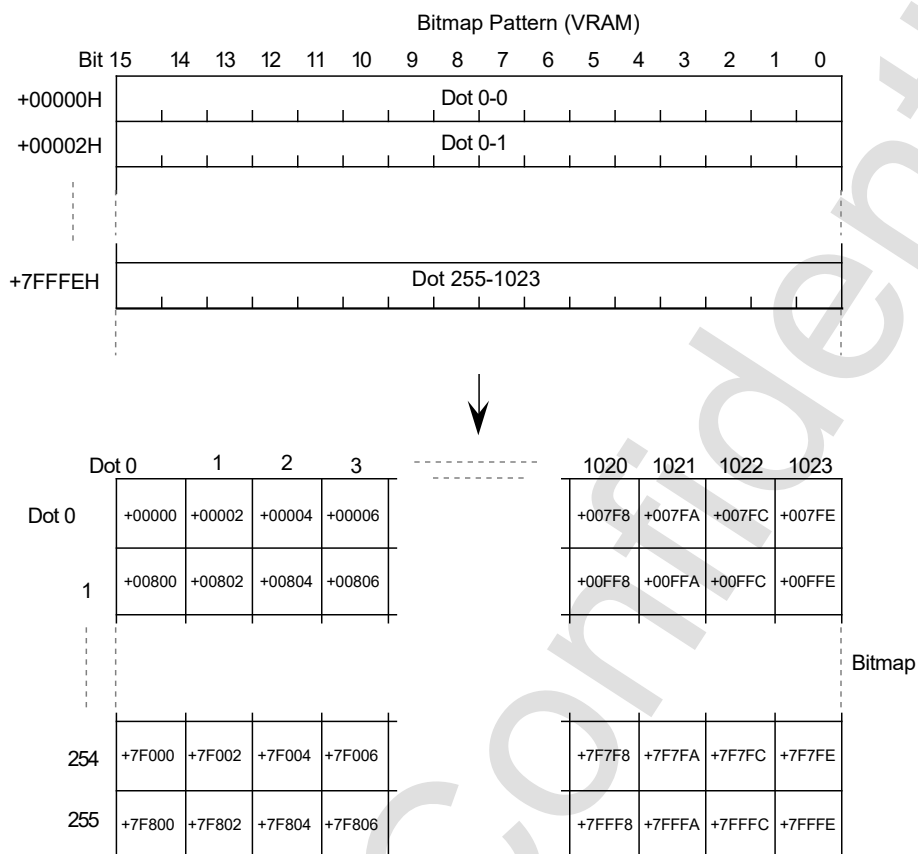 Bitmap Pattern (VRAM)
Bit 15 14 13 12 11 10 9 8 7 6 5 4 3 2 1 0
+00000H Dot 0-0
+00002H Dot 0-1
+7FFFEH Dot 255-1023
Dot 0 1 2 3 1020 1021 1022 1023
Dot 0 +00000 +00002 +00004 +00006 +007F8 +007FA +007FC +007FE
1 +00800 +00802 +00804 +00806 +00FF8 +00FFA +00FFC +00FFE
Bitmap
254 +7F000 +7F002 +7F004 +7F006 +7F7F8 +7F7FA +7F7FC +7F7FE
255 +7F800 +7F802 +7F804 +7F806 +7FFF8 +7FFFA +7FFFC +7FFFE